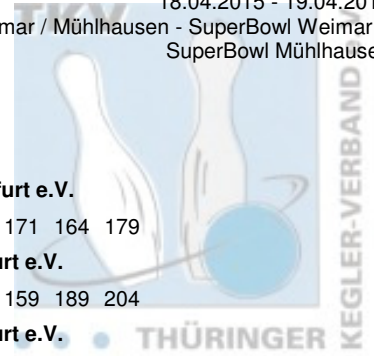 18.04.2015 - 19.04.201
mar / Mühlhausen - SuperBowl Weimar
SuperBowl Mühlhause
furt e.V.
171 164 179
urt e.V.
159 189 204
urt e.V.
THÜRINGER
KEGLER-VERBAND e.V.
TKV